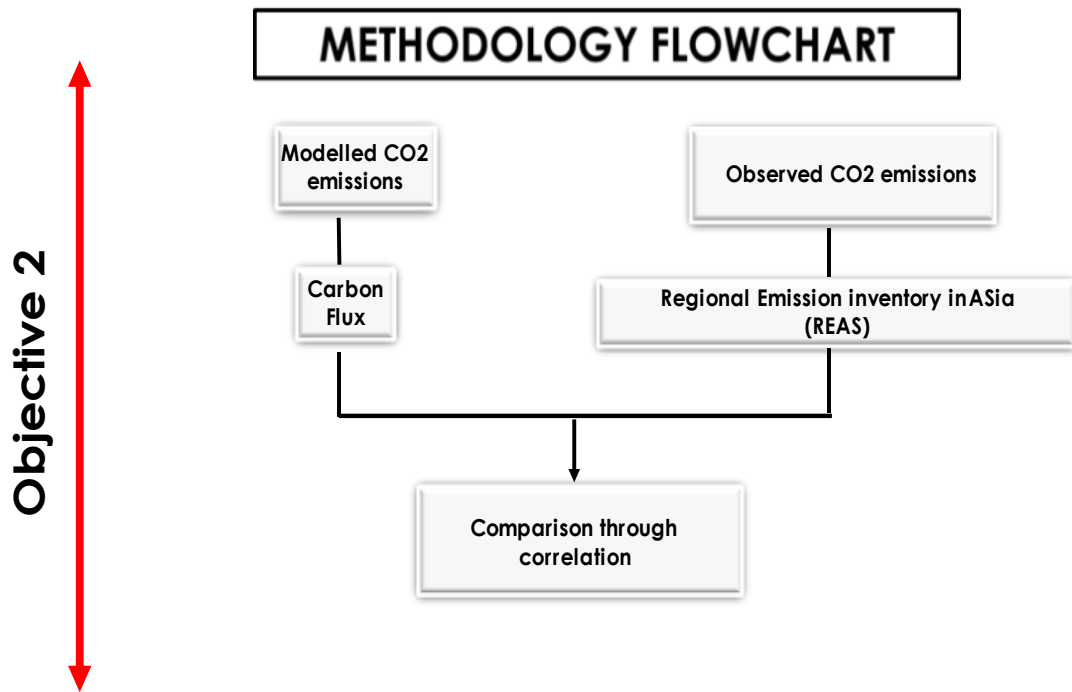 METHODOLOGY FLOWCHART
Objective 2
Modelled CO2
emissions
Observed CO2 emissions
Carbon
Flux
Regional Emission inventory inASia
(REAS)
Comparison through
correlation